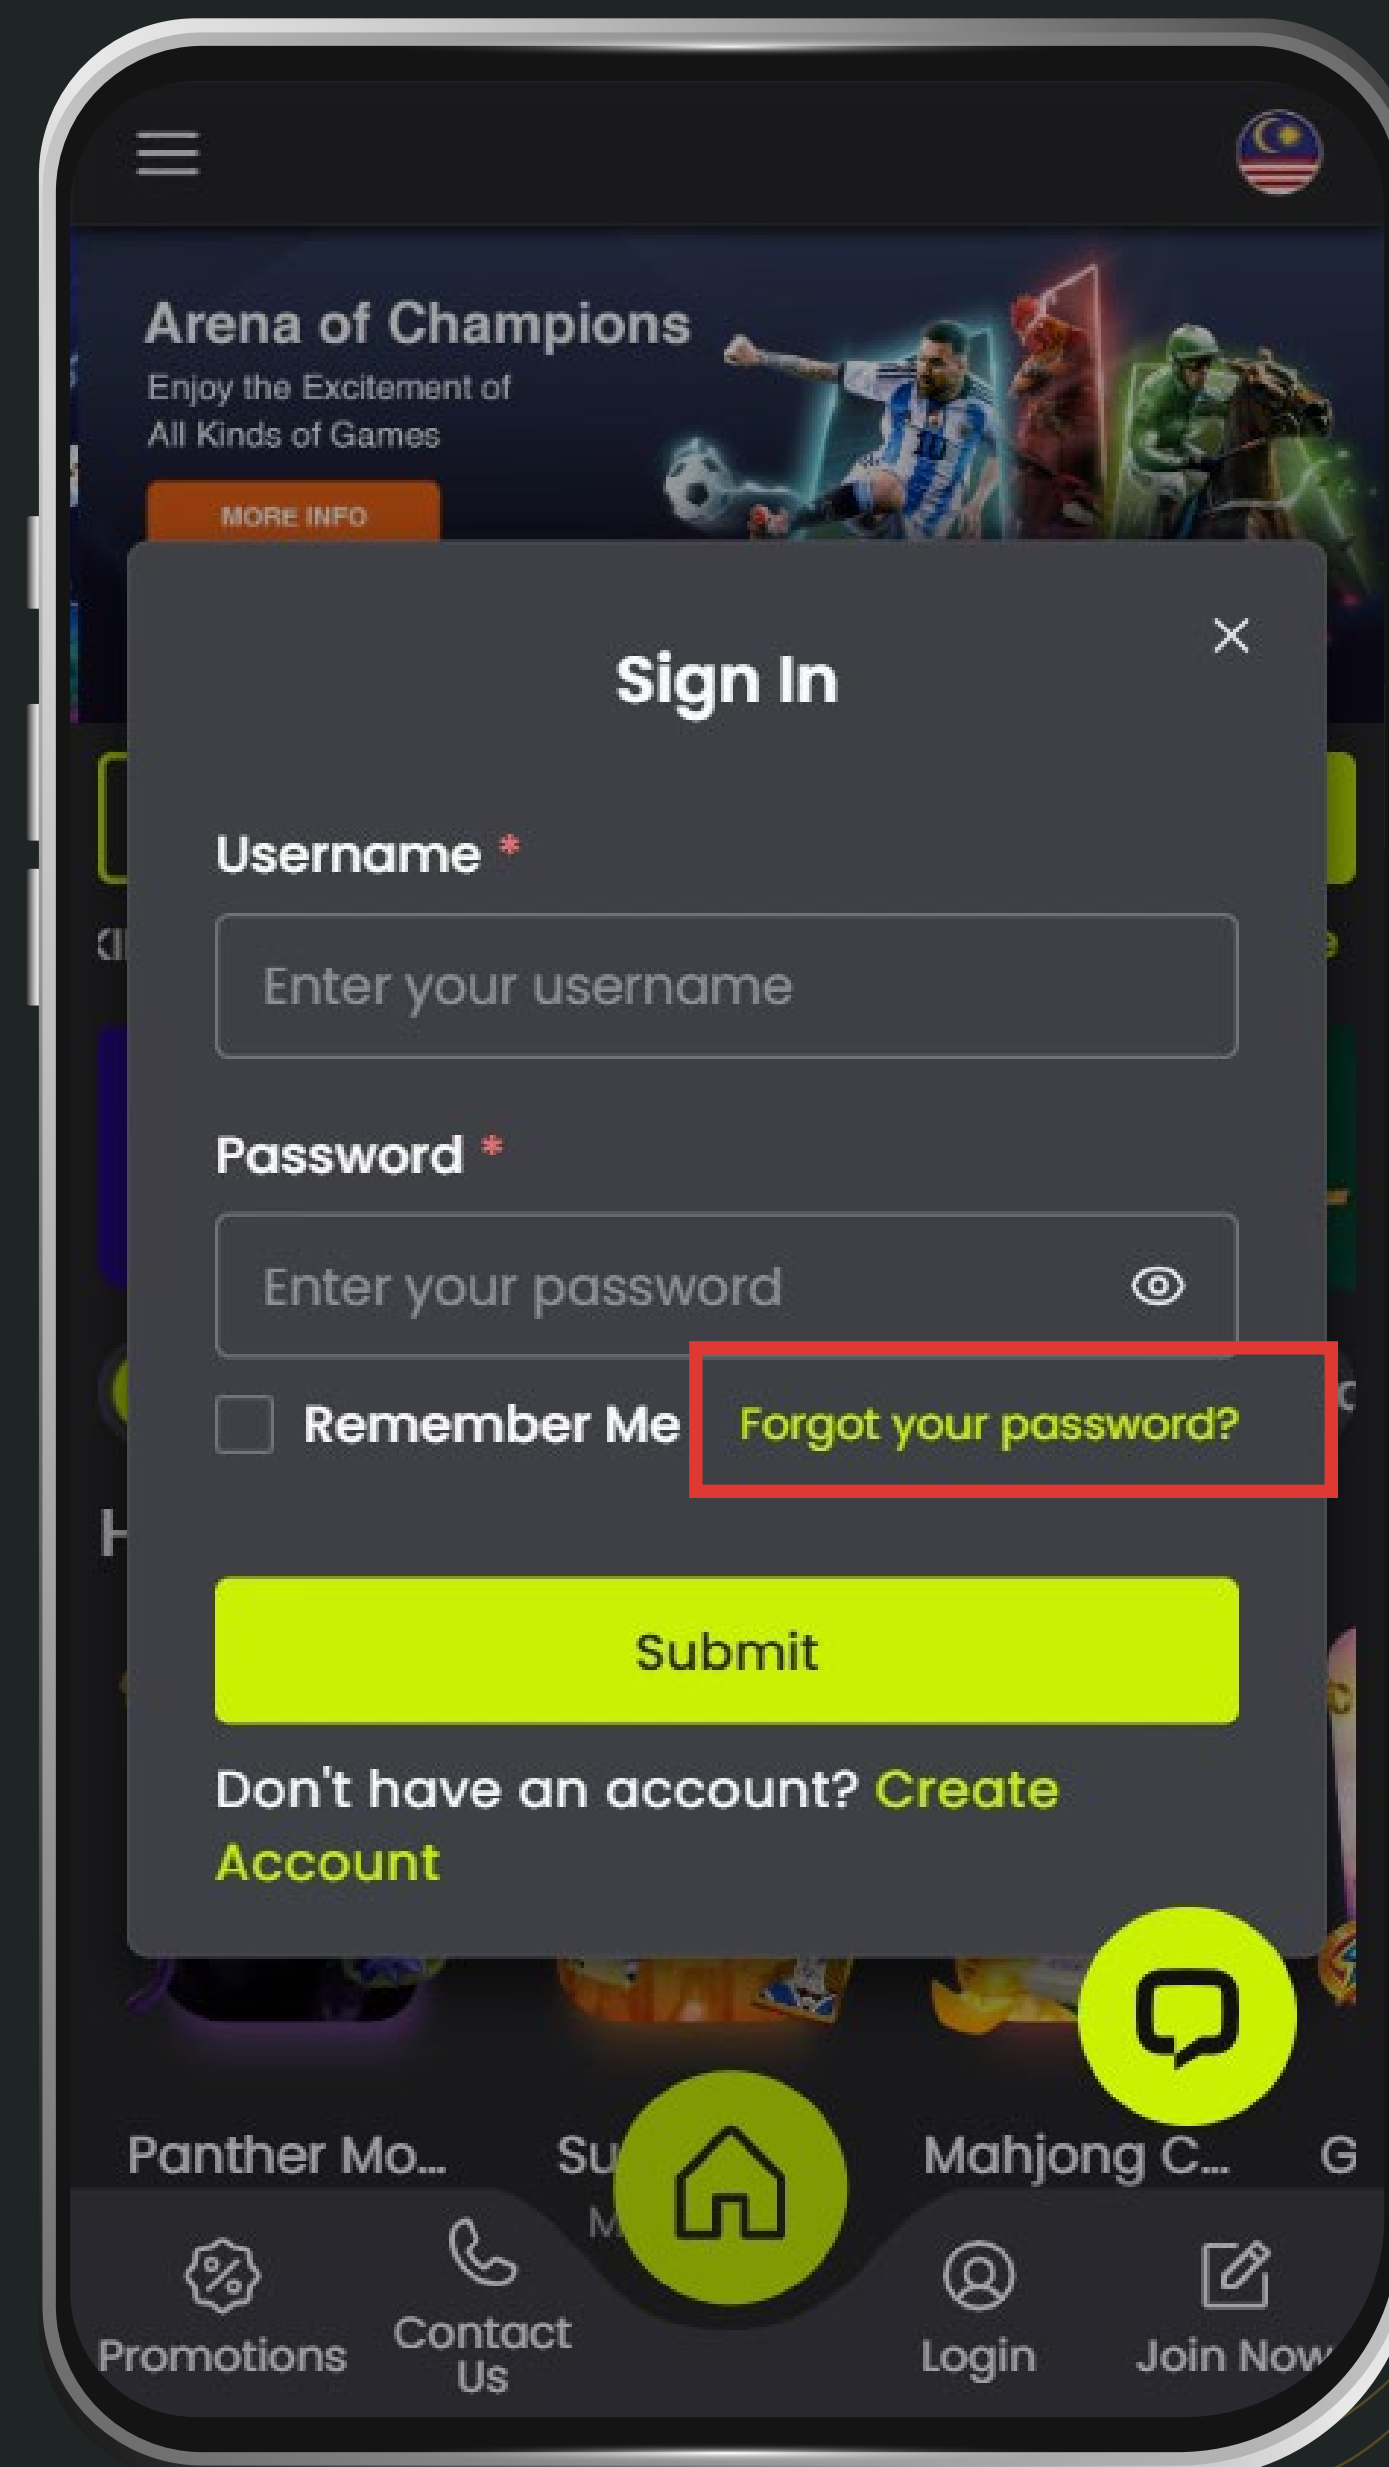 Arena of Champions
Enjoy the Excitement of
All Kinds of Games
MORE INFO
Sign In
Username *
Enter your username
Password *
Enter your password
Remember Me Forgot your password?
Submit
Don't have an account? Create
Account
Panther Mo... Mahjong C...
Promotions
Contact
Us
Login
Join Now